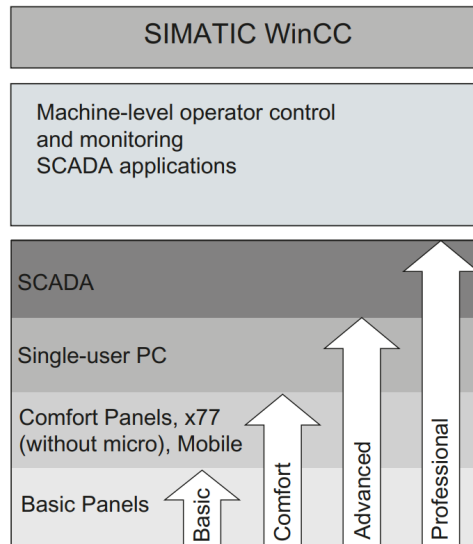 SIMATIC WinCC
Machine-level operator control
and monitoring
SCADA applications
SCADA
Single-user PC
Comfort Panels, x77
(without micro), Mobile
Basic Panels
Basic
Comfort
Advanced
Professional